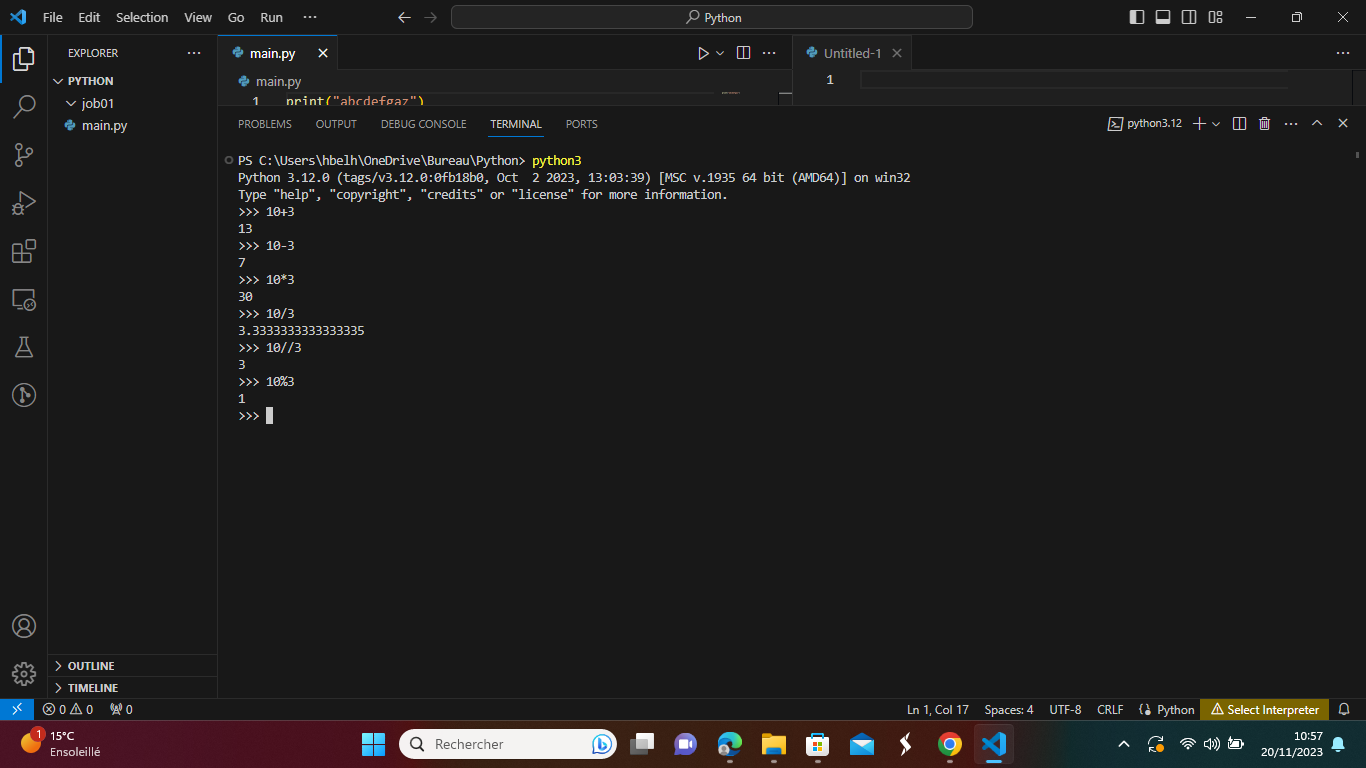 File Edit Selection View Go Run ··· Python
EXPLORER ···
PYTHON
job01
main.py
main.py
Untitled-1
main.py
1 print("abcdefgaz")
1
PROBLEMS OUTPUT DEBUG CONSOLE TERMINAL PORTS
python3.12
PS C:\Users\hbelh\OneDrive\Bureau\Python> python3
Python 3.12.0 (tags/v3.12.0:0fb18b0, Oct  2 2023, 13:03:39) [MSC v.1935 64 bit (AMD64)] on win32
Type "help", "copyright", "credits" or "license" for more information.
>>> 10+3
13
>>> 10-3
7
>>> 10*3
30
>>> 10/3
3.3333333333333335
>>> 10//3
3
>>> 10%3
1
>>>
OUTLINE
TIMELINE
0 0 0 Ln 1, Col 17 Spaces: 4 UTF-8 CRLF Python Select Interpreter
1 15°C
Ensoleillé
Rechercher
10:57
20/11/2023